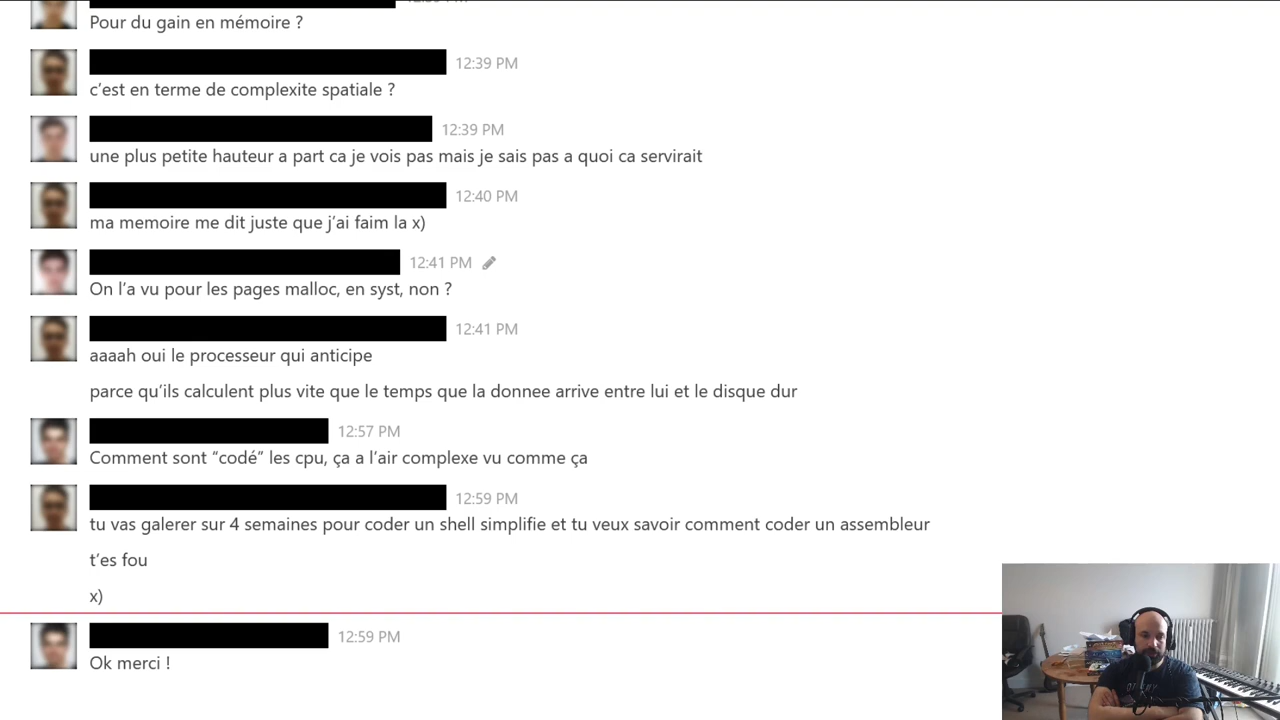 Pour du gain en mémoire ?
12:39 PM
c'est en terme de complexite spatiale ?
12:39 PM
une plus petite hauteur a part ca je vois pas mais je sais pas a quoi ca servirait
12:40 PM
ma memoire me dit juste que j'ai faim la x)
12:41 PM
On l'a vu pour les pages malloc, en syst, non ?
12:41 PM
aaaah oui le processeur qui anticipe
parce qu'ils calculent plus vite que le temps que la donnee arrive entre lui et le disque dur
12:57 PM
Comment sont “codé” les cpu, ça a l'air complexe vu comme ça
12:59 PM
tu vas galerer sur 4 semaines pour coder un shell simplifie et tu veux savoir comment coder un assembleur
t'es fou
x)
12:59 PM
Ok merci !